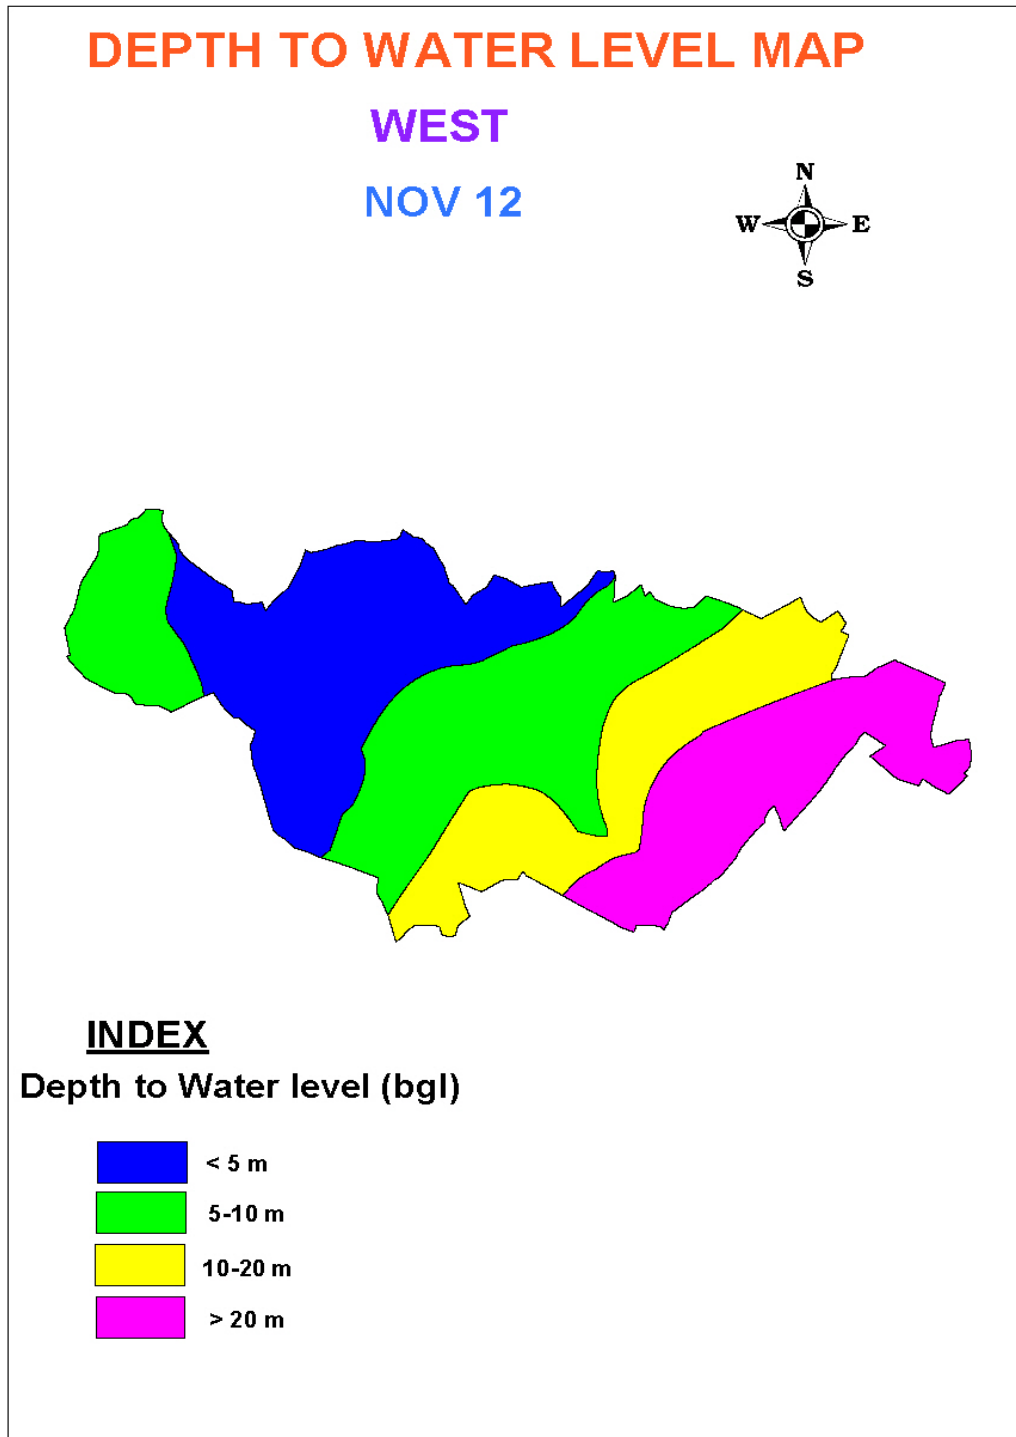 DEPTH TO WATER LEVEL MAP
WEST
NOV 12
N
W E
S
INDEX
Depth to Water level (bgl)
< 5 m
5-10 m
10-20 m
> 20 m